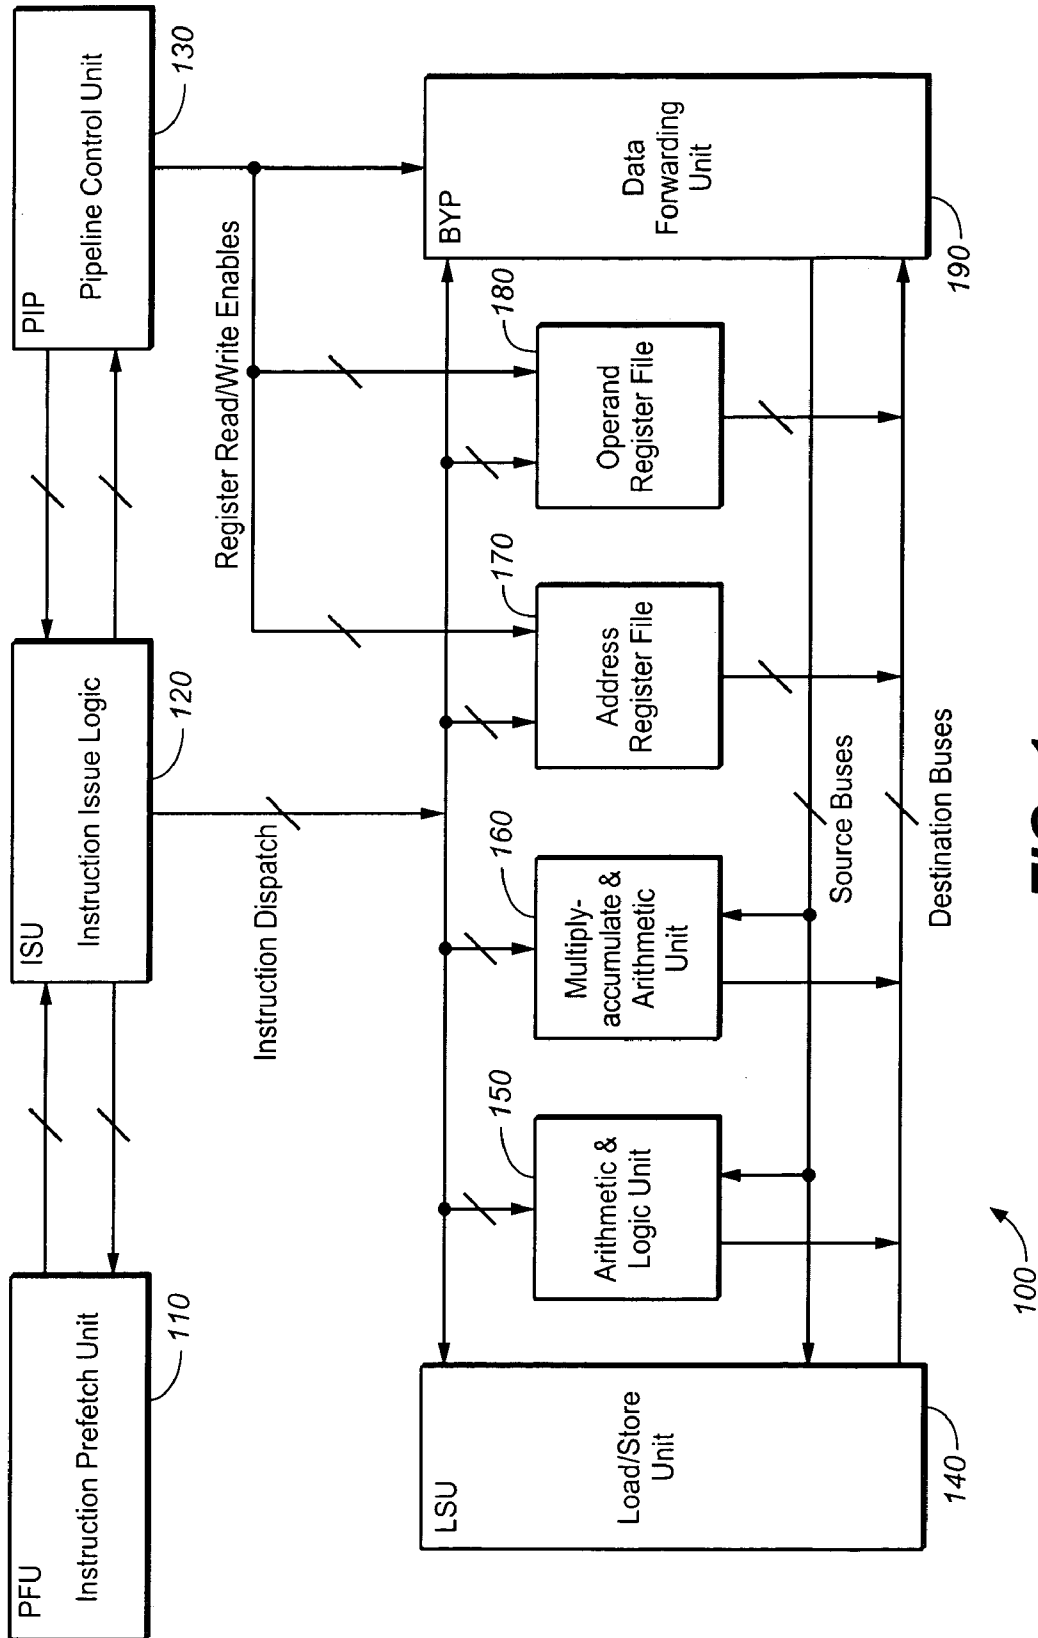 PFU
Instruction Prefetch Unit
110
ISU
Instruction Issue Logic
120
PIP
Pipeline Control Unit
130
Instruction Dispatch
Register Read/Write Enables
LSU
Load/Store
Unit
140
150
Arithmetic &
Logic Unit
160
Multiply-
accumulate &
Arithmetic
Unit
170
Address
Register File
180
Operand
Register File
BYP
Data
Forwarding
Unit
190
Source Buses
Destination Buses
100